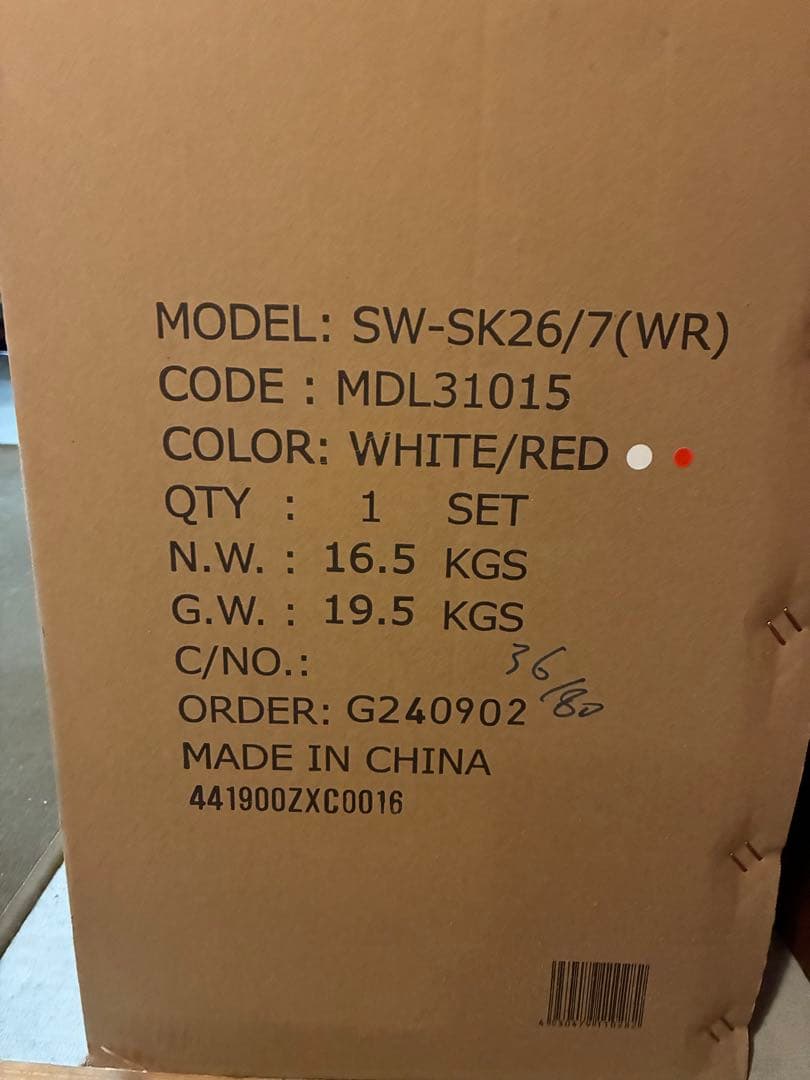 MODEL: SW-SK26/7(WR)
CODE : MDL31015
COLOR: WHITE/RED
QTY : 1 SET
N.W. : 16.5 KGS
G.W. : 19.5 KGS
C/NO.: 36/80
ORDER: G240902
MADE IN CHINA
441900ZXC0016